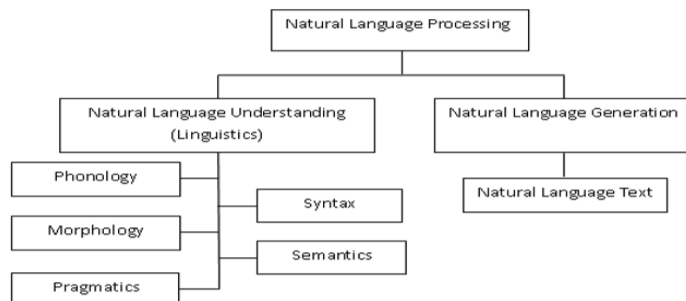 Natural Language Processing
Natural Language Understanding
(Linguistics)
Natural Language Generation
Phonology
Syntax
Natural Language Text
Morphology
Semantics
Pragmatics